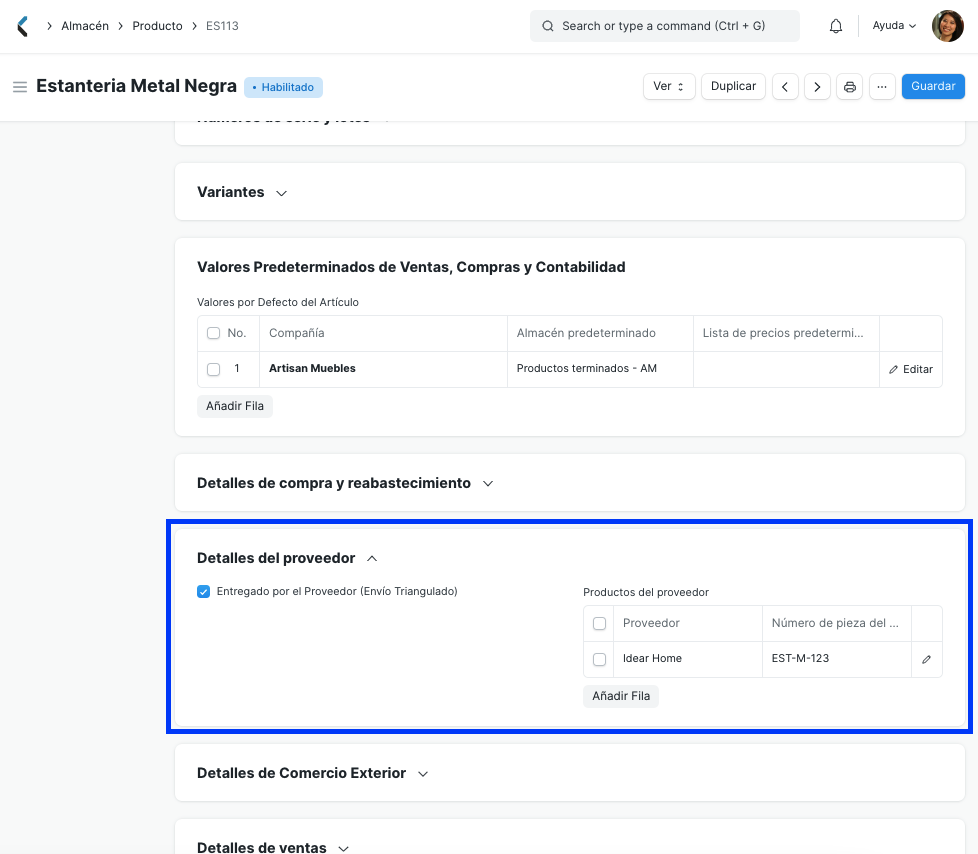 Almacén
Producto
ES113
Search or type a command (Ctrl + G)
Ayuda
Estanteria Metal Negra
• Habilitado
Ver
Duplicar
...
Guardar
Números de serie y lotes
Variantes
Valores Predeterminados de Ventas, Compras y Contabilidad
Valores por Defecto del Artículo
No. Compañía Almacén predeterminado Lista de precios predetermi...
1 Artisan Muebles Productos terminados - AM Editar
Añadir Fila
Detalles de compra y reabastecimiento
Detalles del proveedor
Entregado por el Proveedor (Envío Triangulado)
Productos del proveedor
Proveedor Número de pieza del ...
Idear Home EST-M-123
Añadir Fila
Detalles de Comercio Exterior
Detalles de ventas